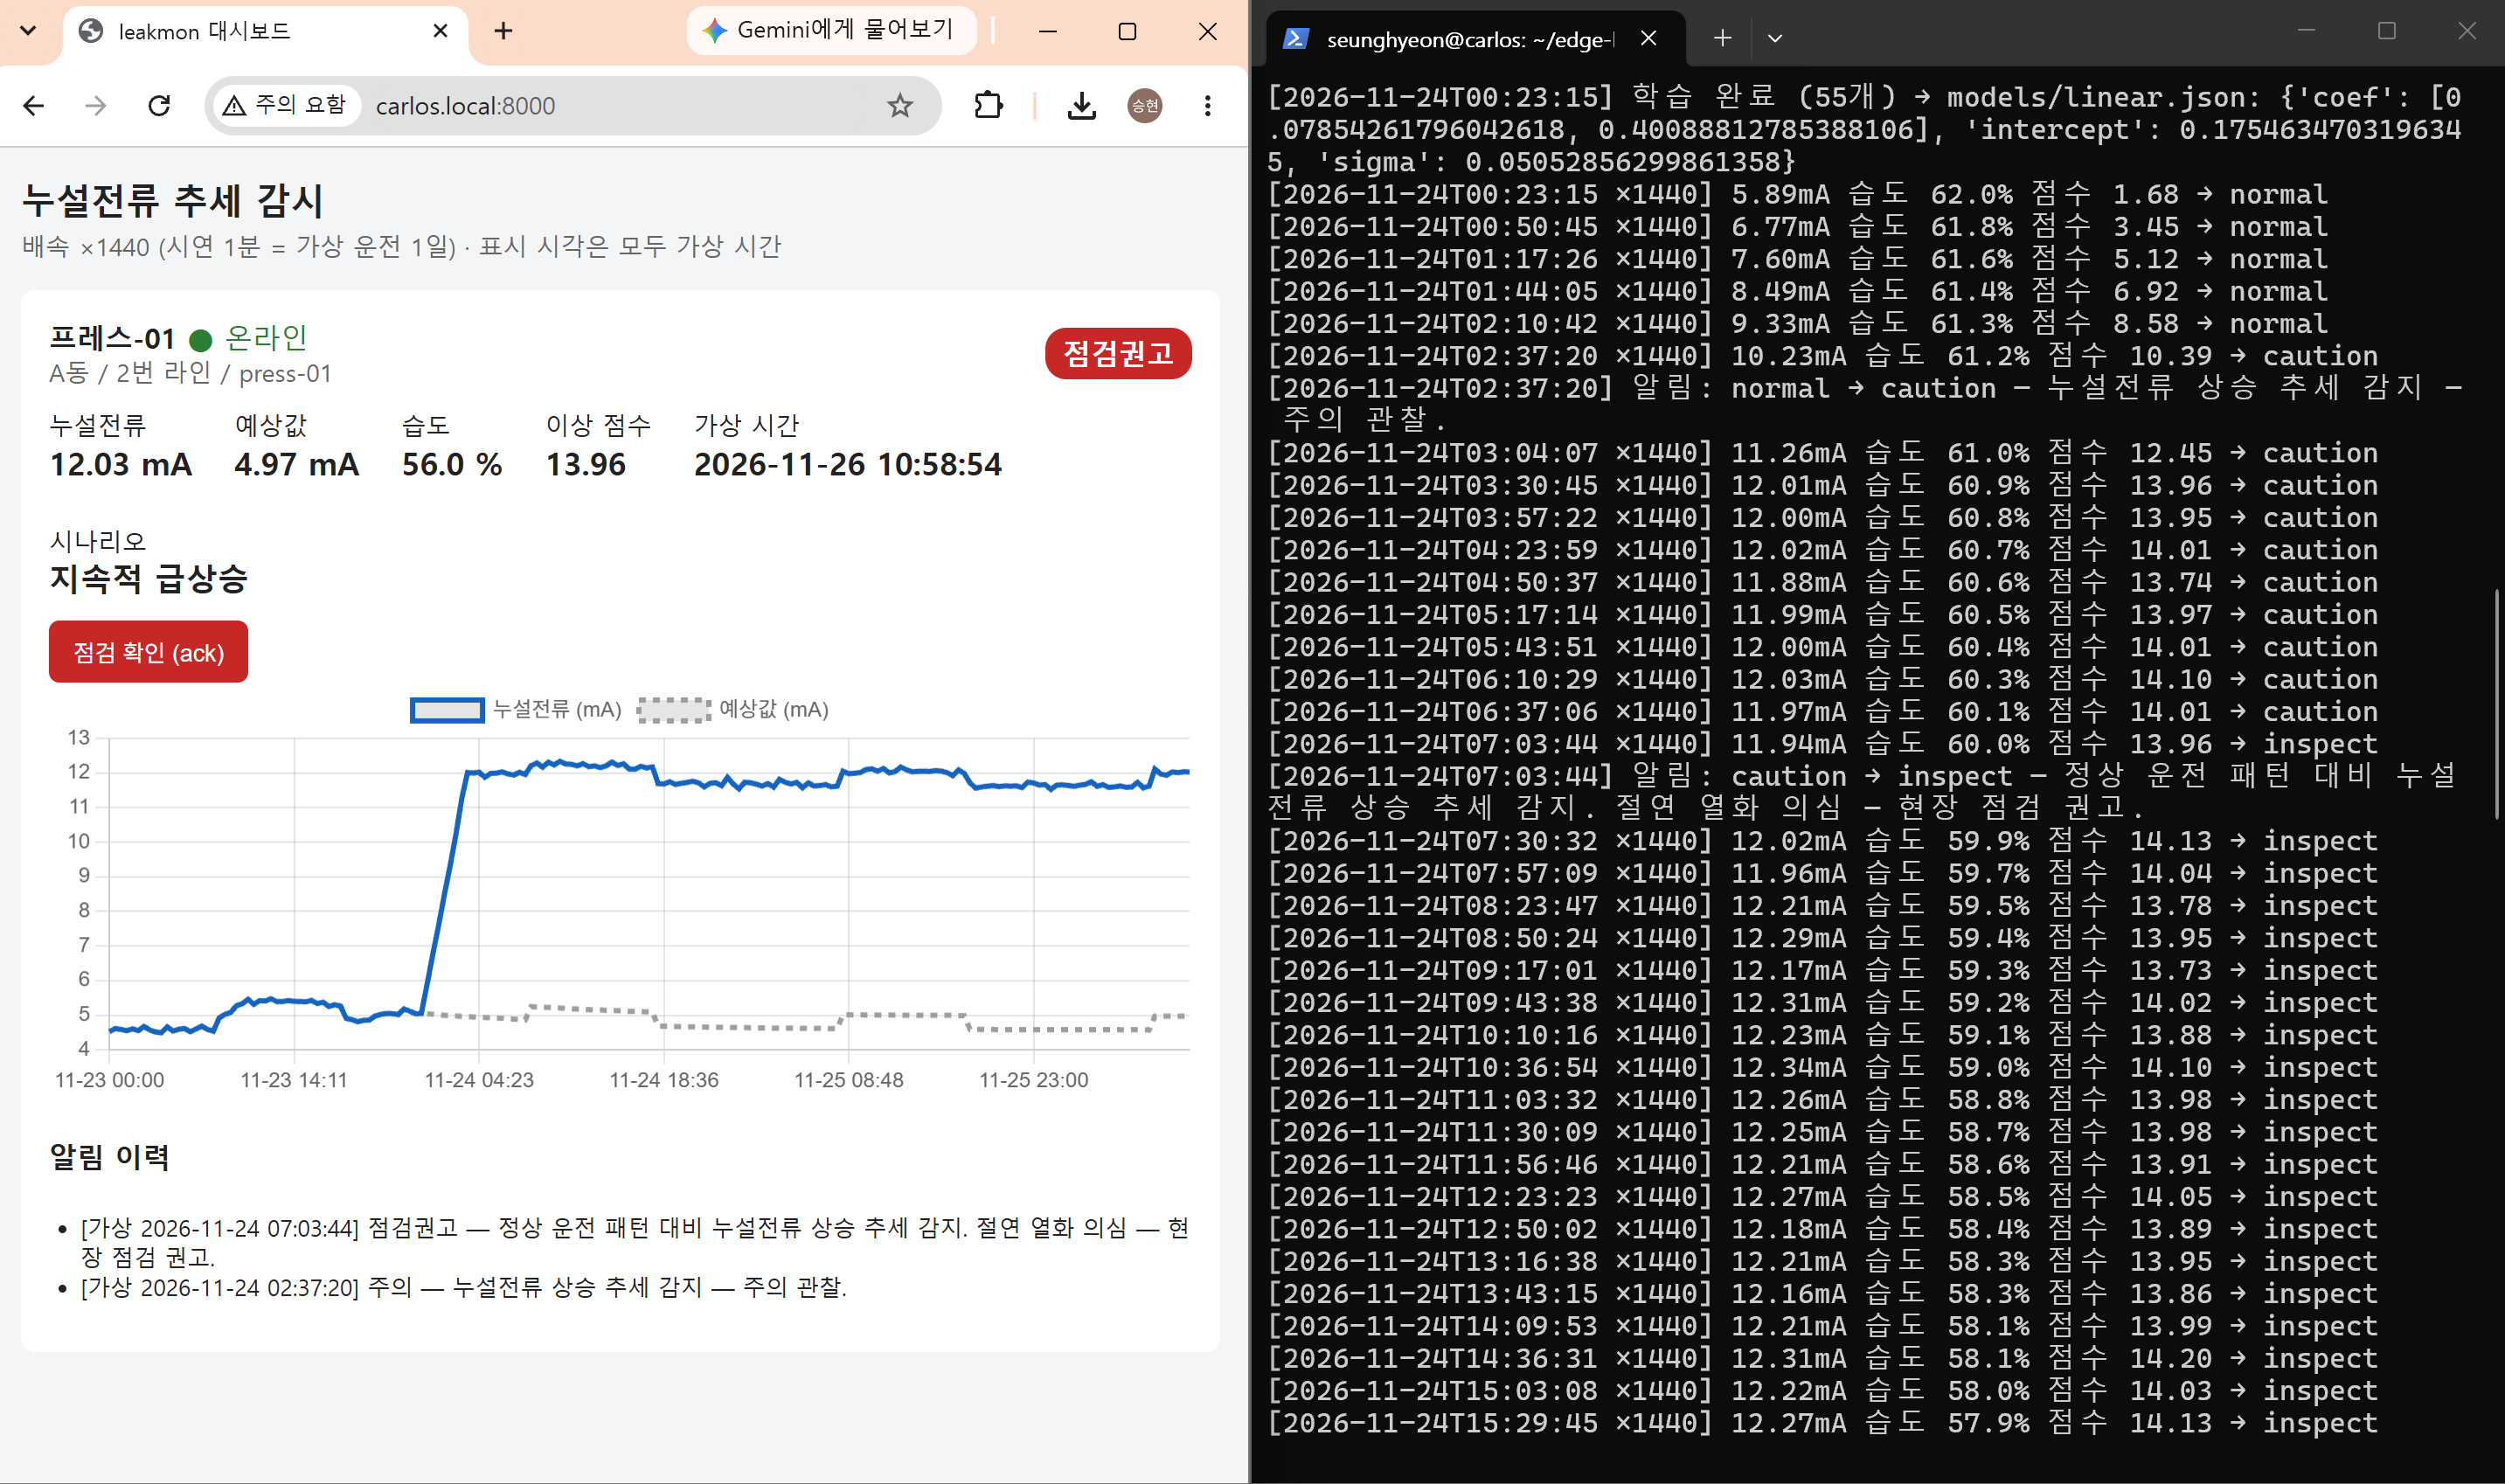 leakmon 대시보드
Gemini에게 물어보기
주의 요함
carlos.local:8000
승현
누설전류 추세 감시
배속 ×1440 (시연 1분 = 가상 운전 1일) · 표시 시각은 모두 가상 시간
프레스-01 ● 온라인
점검권고
A동 / 2번 라인 / press-01
누설전류 예상값 습도 이상 점수 가상 시간
12.03 mA 4.97 mA 56.0 % 13.96 2026-11-26 10:58:54
시나리오
지속적 급상승
점검 확인 (ack)
누설전류 (mA) 예상값 (mA)
13
12
11
10
9
8
7
6
5
4
11-23 00:00 11-23 14:11 11-24 04:23 11-24 18:36 11-25 08:48 11-25 23:00
알림 이력
• [가상 2026-11-24 07:03:44] 점검권고 — 정상 운전 패턴 대비 누설전류 상승 추세 감지. 절연 열화 의심 — 현
장 점검 권고.
• [가상 2026-11-24 02:37:20] 주의 — 누설전류 상승 추세 감지 — 주의 관찰.
seunghyeon@carlos: ~/edge-l
[2026-11-24T00:23:15] 학습 완료 (55개) → models/linear.json: {'coef': [0
.07854261796042618, 0.40088812785388106], 'intercept': 0.175463470319634
5, 'sigma': 0.05052856299861358}
[2026-11-24T00:23:15 ×1440] 5.89mA 습도 62.0% 점수 1.68 → normal
[2026-11-24T00:50:45 ×1440] 6.77mA 습도 61.8% 점수 3.45 → normal
[2026-11-24T01:17:26 ×1440] 7.60mA 습도 61.6% 점수 5.12 → normal
[2026-11-24T01:44:05 ×1440] 8.49mA 습도 61.4% 점수 6.92 → normal
[2026-11-24T02:10:42 ×1440] 9.33mA 습도 61.3% 점수 8.58 → normal
[2026-11-24T02:37:20 ×1440] 10.23mA 습도 61.2% 점수 10.39 → caution
[2026-11-24T02:37:20] 알림: normal → caution — 누설전류 상승 추세 감지 —
주의 관찰.
[2026-11-24T03:04:07 ×1440] 11.26mA 습도 61.0% 점수 12.45 → caution
[2026-11-24T03:30:45 ×1440] 12.01mA 습도 60.9% 점수 13.96 → caution
[2026-11-24T03:57:22 ×1440] 12.00mA 습도 60.8% 점수 13.95 → caution
[2026-11-24T04:23:59 ×1440] 12.02mA 습도 60.7% 점수 14.01 → caution
[2026-11-24T04:50:37 ×1440] 11.88mA 습도 60.6% 점수 13.74 → caution
[2026-11-24T05:17:14 ×1440] 11.99mA 습도 60.5% 점수 13.97 → caution
[2026-11-24T05:43:51 ×1440] 12.00mA 습도 60.4% 점수 14.01 → caution
[2026-11-24T06:10:29 ×1440] 12.03mA 습도 60.3% 점수 14.10 → caution
[2026-11-24T06:37:06 ×1440] 11.97mA 습도 60.1% 점수 14.01 → caution
[2026-11-24T07:03:44 ×1440] 11.94mA 습도 60.0% 점수 13.96 → inspect
[2026-11-24T07:03:44] 알림: caution → inspect — 정상 운전 패턴 대비 누설
전류 상승 추세 감지. 절연 열화 의심 — 현장 점검 권고.
[2026-11-24T07:30:32 ×1440] 12.02mA 습도 59.9% 점수 14.13 → inspect
[2026-11-24T07:57:09 ×1440] 11.96mA 습도 59.7% 점수 14.04 → inspect
[2026-11-24T08:23:47 ×1440] 12.21mA 습도 59.5% 점수 13.78 → inspect
[2026-11-24T08:50:24 ×1440] 12.29mA 습도 59.4% 점수 13.95 → inspect
[2026-11-24T09:17:01 ×1440] 12.17mA 습도 59.3% 점수 13.73 → inspect
[2026-11-24T09:43:38 ×1440] 12.31mA 습도 59.2% 점수 14.02 → inspect
[2026-11-24T10:10:16 ×1440] 12.23mA 습도 59.1% 점수 13.88 → inspect
[2026-11-24T10:36:54 ×1440] 12.34mA 습도 59.0% 점수 14.10 → inspect
[2026-11-24T11:03:32 ×1440] 12.26mA 습도 58.8% 점수 13.98 → inspect
[2026-11-24T11:30:09 ×1440] 12.25mA 습도 58.7% 점수 13.98 → inspect
[2026-11-24T11:56:46 ×1440] 12.21mA 습도 58.6% 점수 13.91 → inspect
[2026-11-24T12:23:23 ×1440] 12.27mA 습도 58.5% 점수 14.05 → inspect
[2026-11-24T12:50:02 ×1440] 12.18mA 습도 58.4% 점수 13.89 → inspect
[2026-11-24T13:16:38 ×1440] 12.21mA 습도 58.3% 점수 13.95 → inspect
[2026-11-24T13:43:15 ×1440] 12.16mA 습도 58.3% 점수 13.86 → inspect
[2026-11-24T14:09:53 ×1440] 12.21mA 습도 58.1% 점수 13.99 → inspect
[2026-11-24T14:36:31 ×1440] 12.31mA 습도 58.1% 점수 14.20 → inspect
[2026-11-24T15:03:08 ×1440] 12.22mA 습도 58.0% 점수 14.03 → inspect
[2026-11-24T15:29:45 ×1440] 12.27mA 습도 57.9% 점수 14.13 → inspect